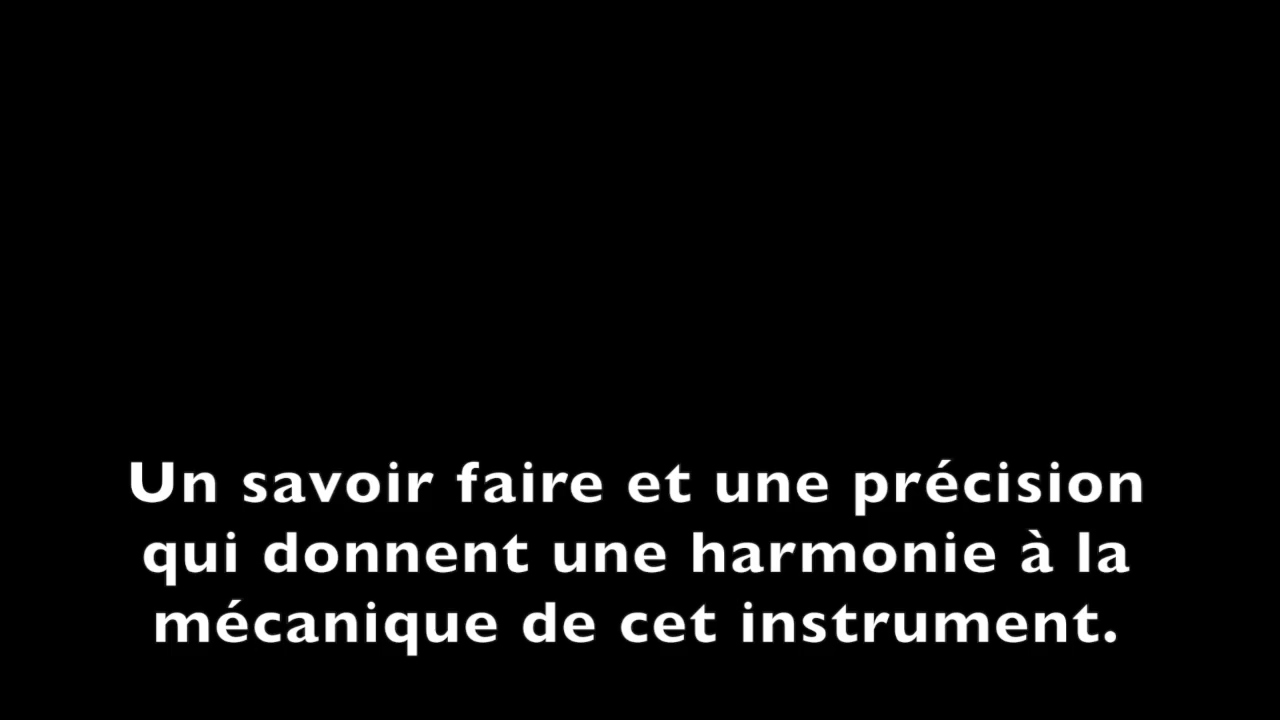 Un savoir faire et une précision
qui donnent une harmonie à la
mécanique de cet instrument.